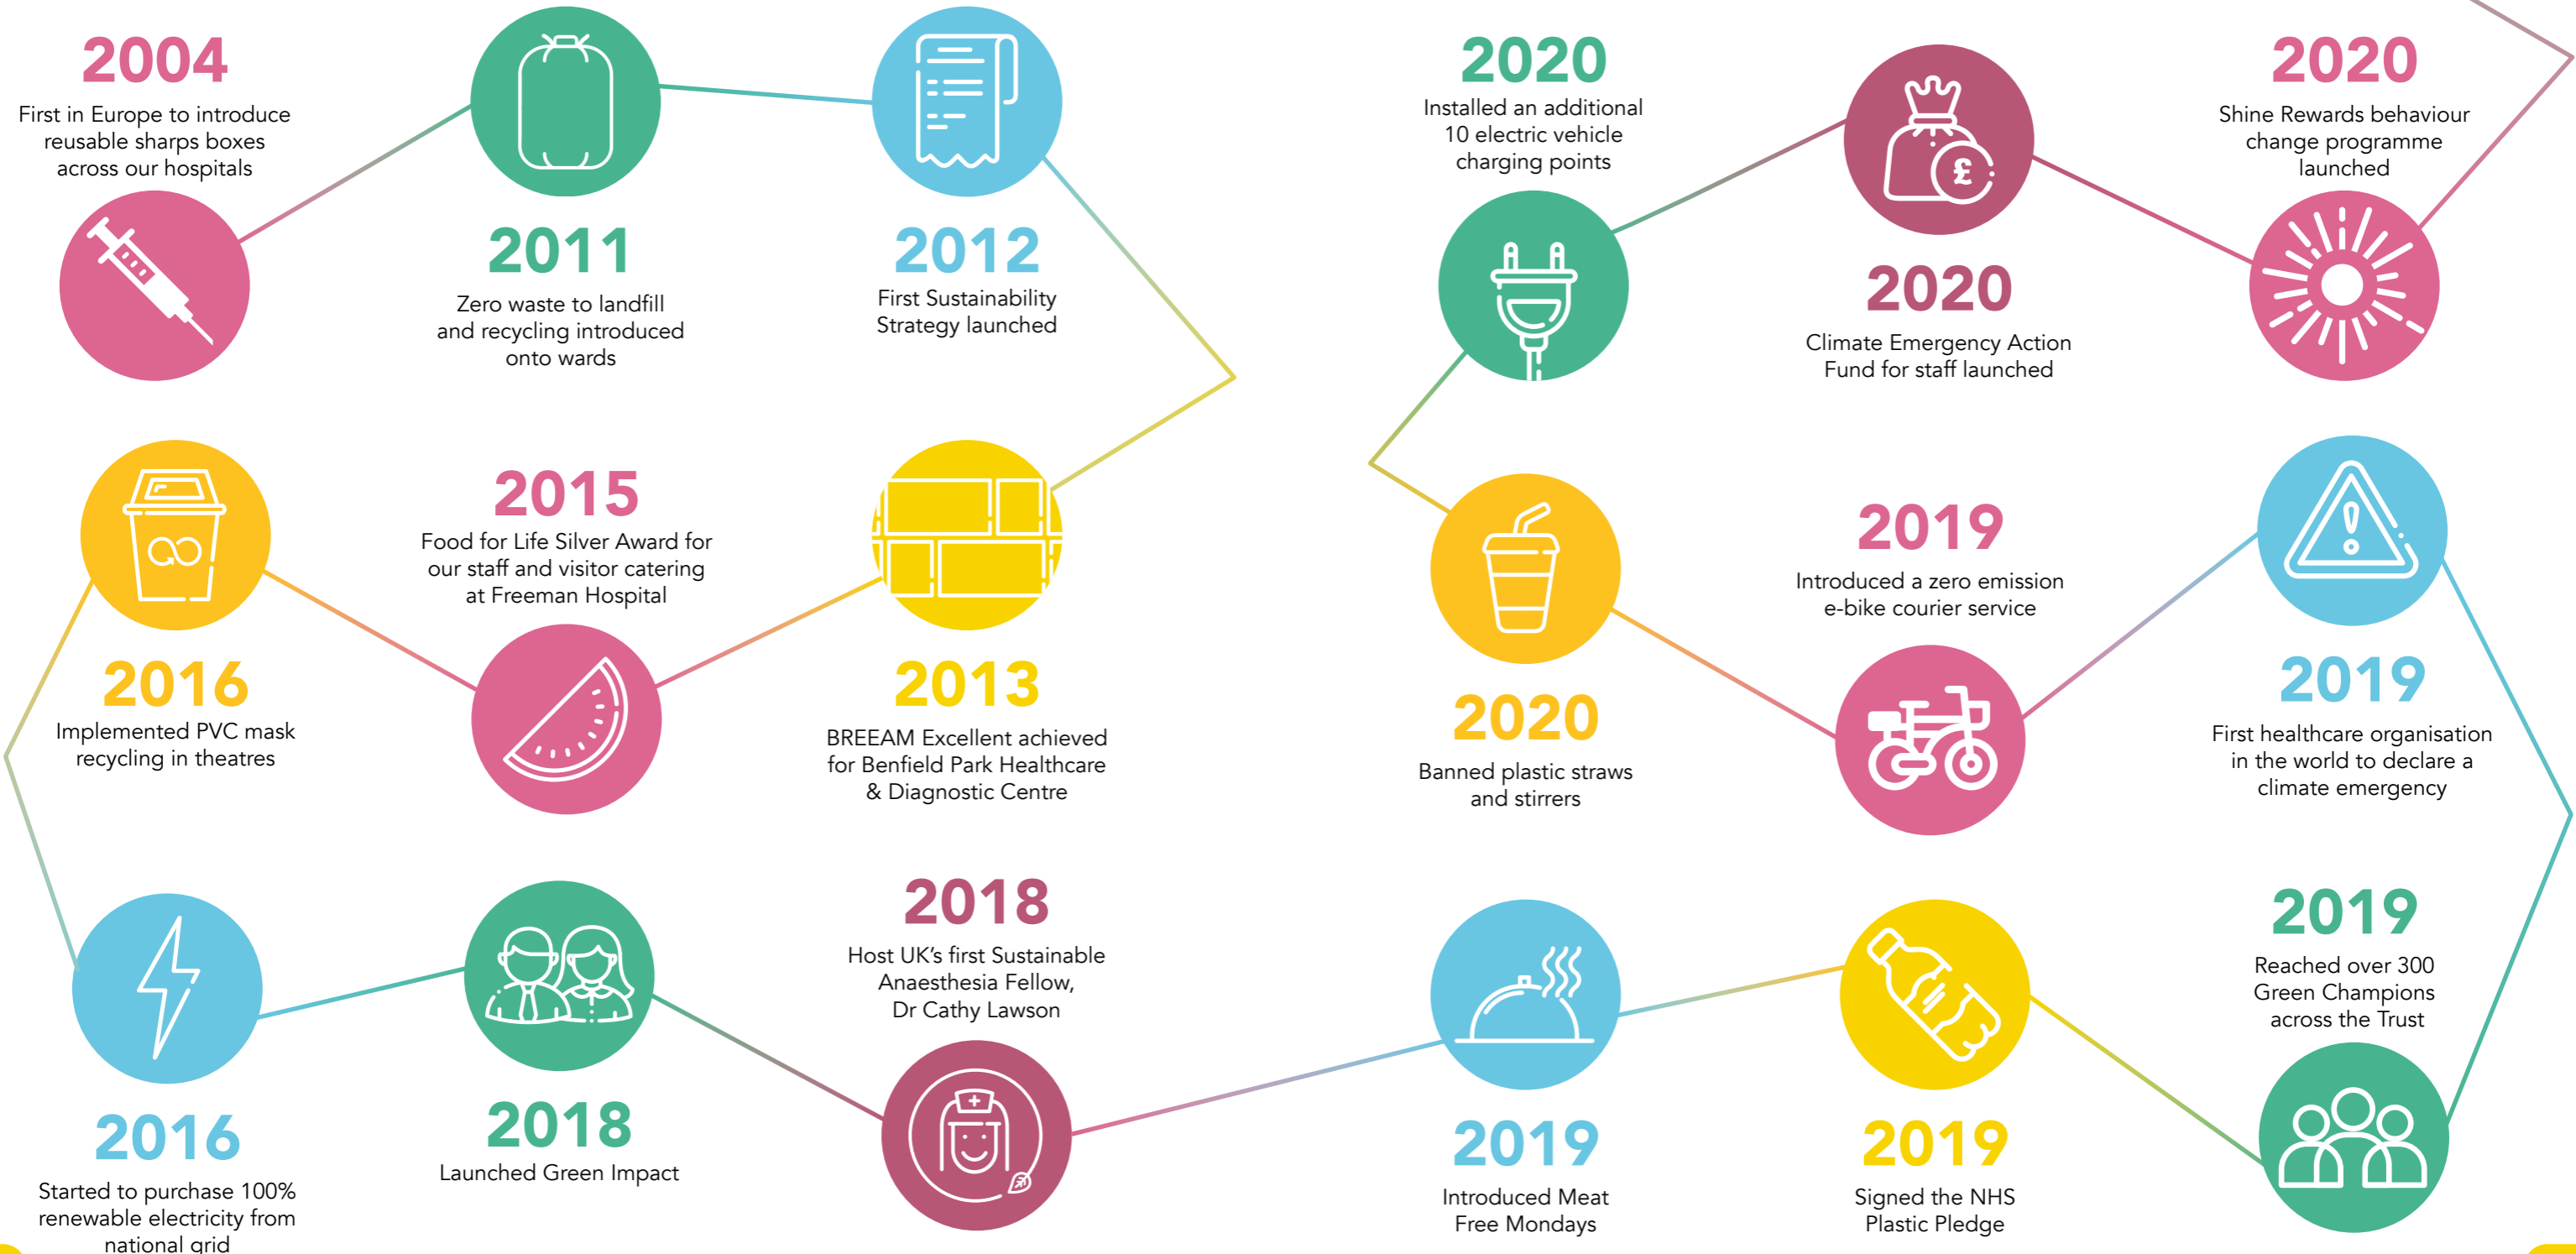 2004
First in Europe to introduce
reusable sharps boxes
across our hospitals
2011
Zero waste to landfill
and recycling introduced
onto wards
2012
First Sustainability
Strategy launched
2013
BREEAM Excellent achieved
for Benfield Park Healthcare
& Diagnostic Centre
2015
Food for Life Silver Award for
our staff and visitor catering
at Freeman Hospital
2016
Implemented PVC mask
recycling in theatres
2016
Started to purchase 100%
renewable electricity from
national grid
2018
Launched Green Impact
2018
Host UK's first Sustainable
Anaesthesia Fellow,
Dr Cathy Lawson
2019
Introduced Meat
Free Mondays
2019
Signed the NHS
Plastic Pledge
2019
Reached over 300
Green Champions
across the Trust
2019
First healthcare organisation
in the world to declare a
climate emergency
2019
Introduced a zero emission
e-bike courier service
2020
Banned plastic straws
and stirrers
2020
Installed an additional
10 electric vehicle
charging points
£
2020
Climate Emergency Action
Fund for staff launched
2020
Shine Rewards behaviour
change programme
launched